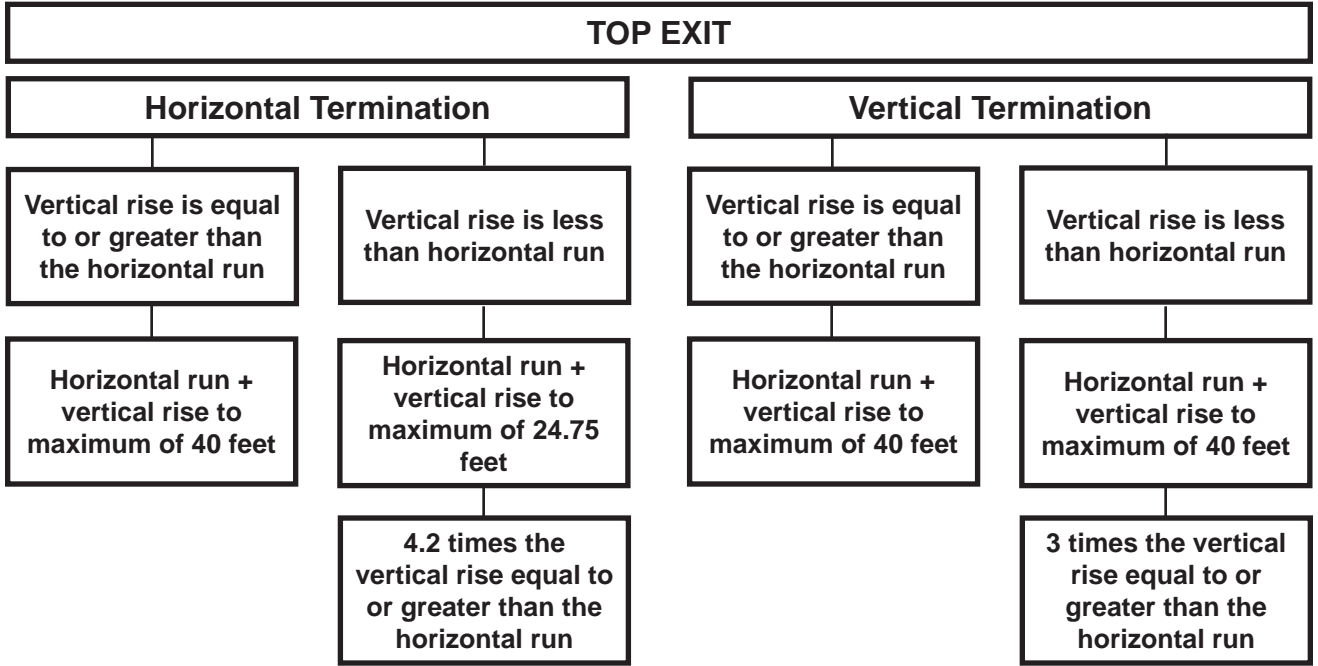 TOP EXIT
Horizontal Termination
Vertical rise is equal
to or greater than
the horizontal run
Horizontal run +
vertical rise to
maximum of 40 feet
Vertical rise is less
than horizontal run
Horizontal run +
vertical rise to
maximum of 24.75
feet
4.2 times the
vertical rise equal to
or greater than the
horizontal run
Vertical Termination
Vertical rise is equal
to or greater than
the horizontal run
Horizontal run +
vertical rise to
maximum of 40 feet
Vertical rise is less
than horizontal run
Horizontal run +
vertical rise to
maximum of 40 feet
3 times the vertical
rise equal to or
greater than the
horizontal run